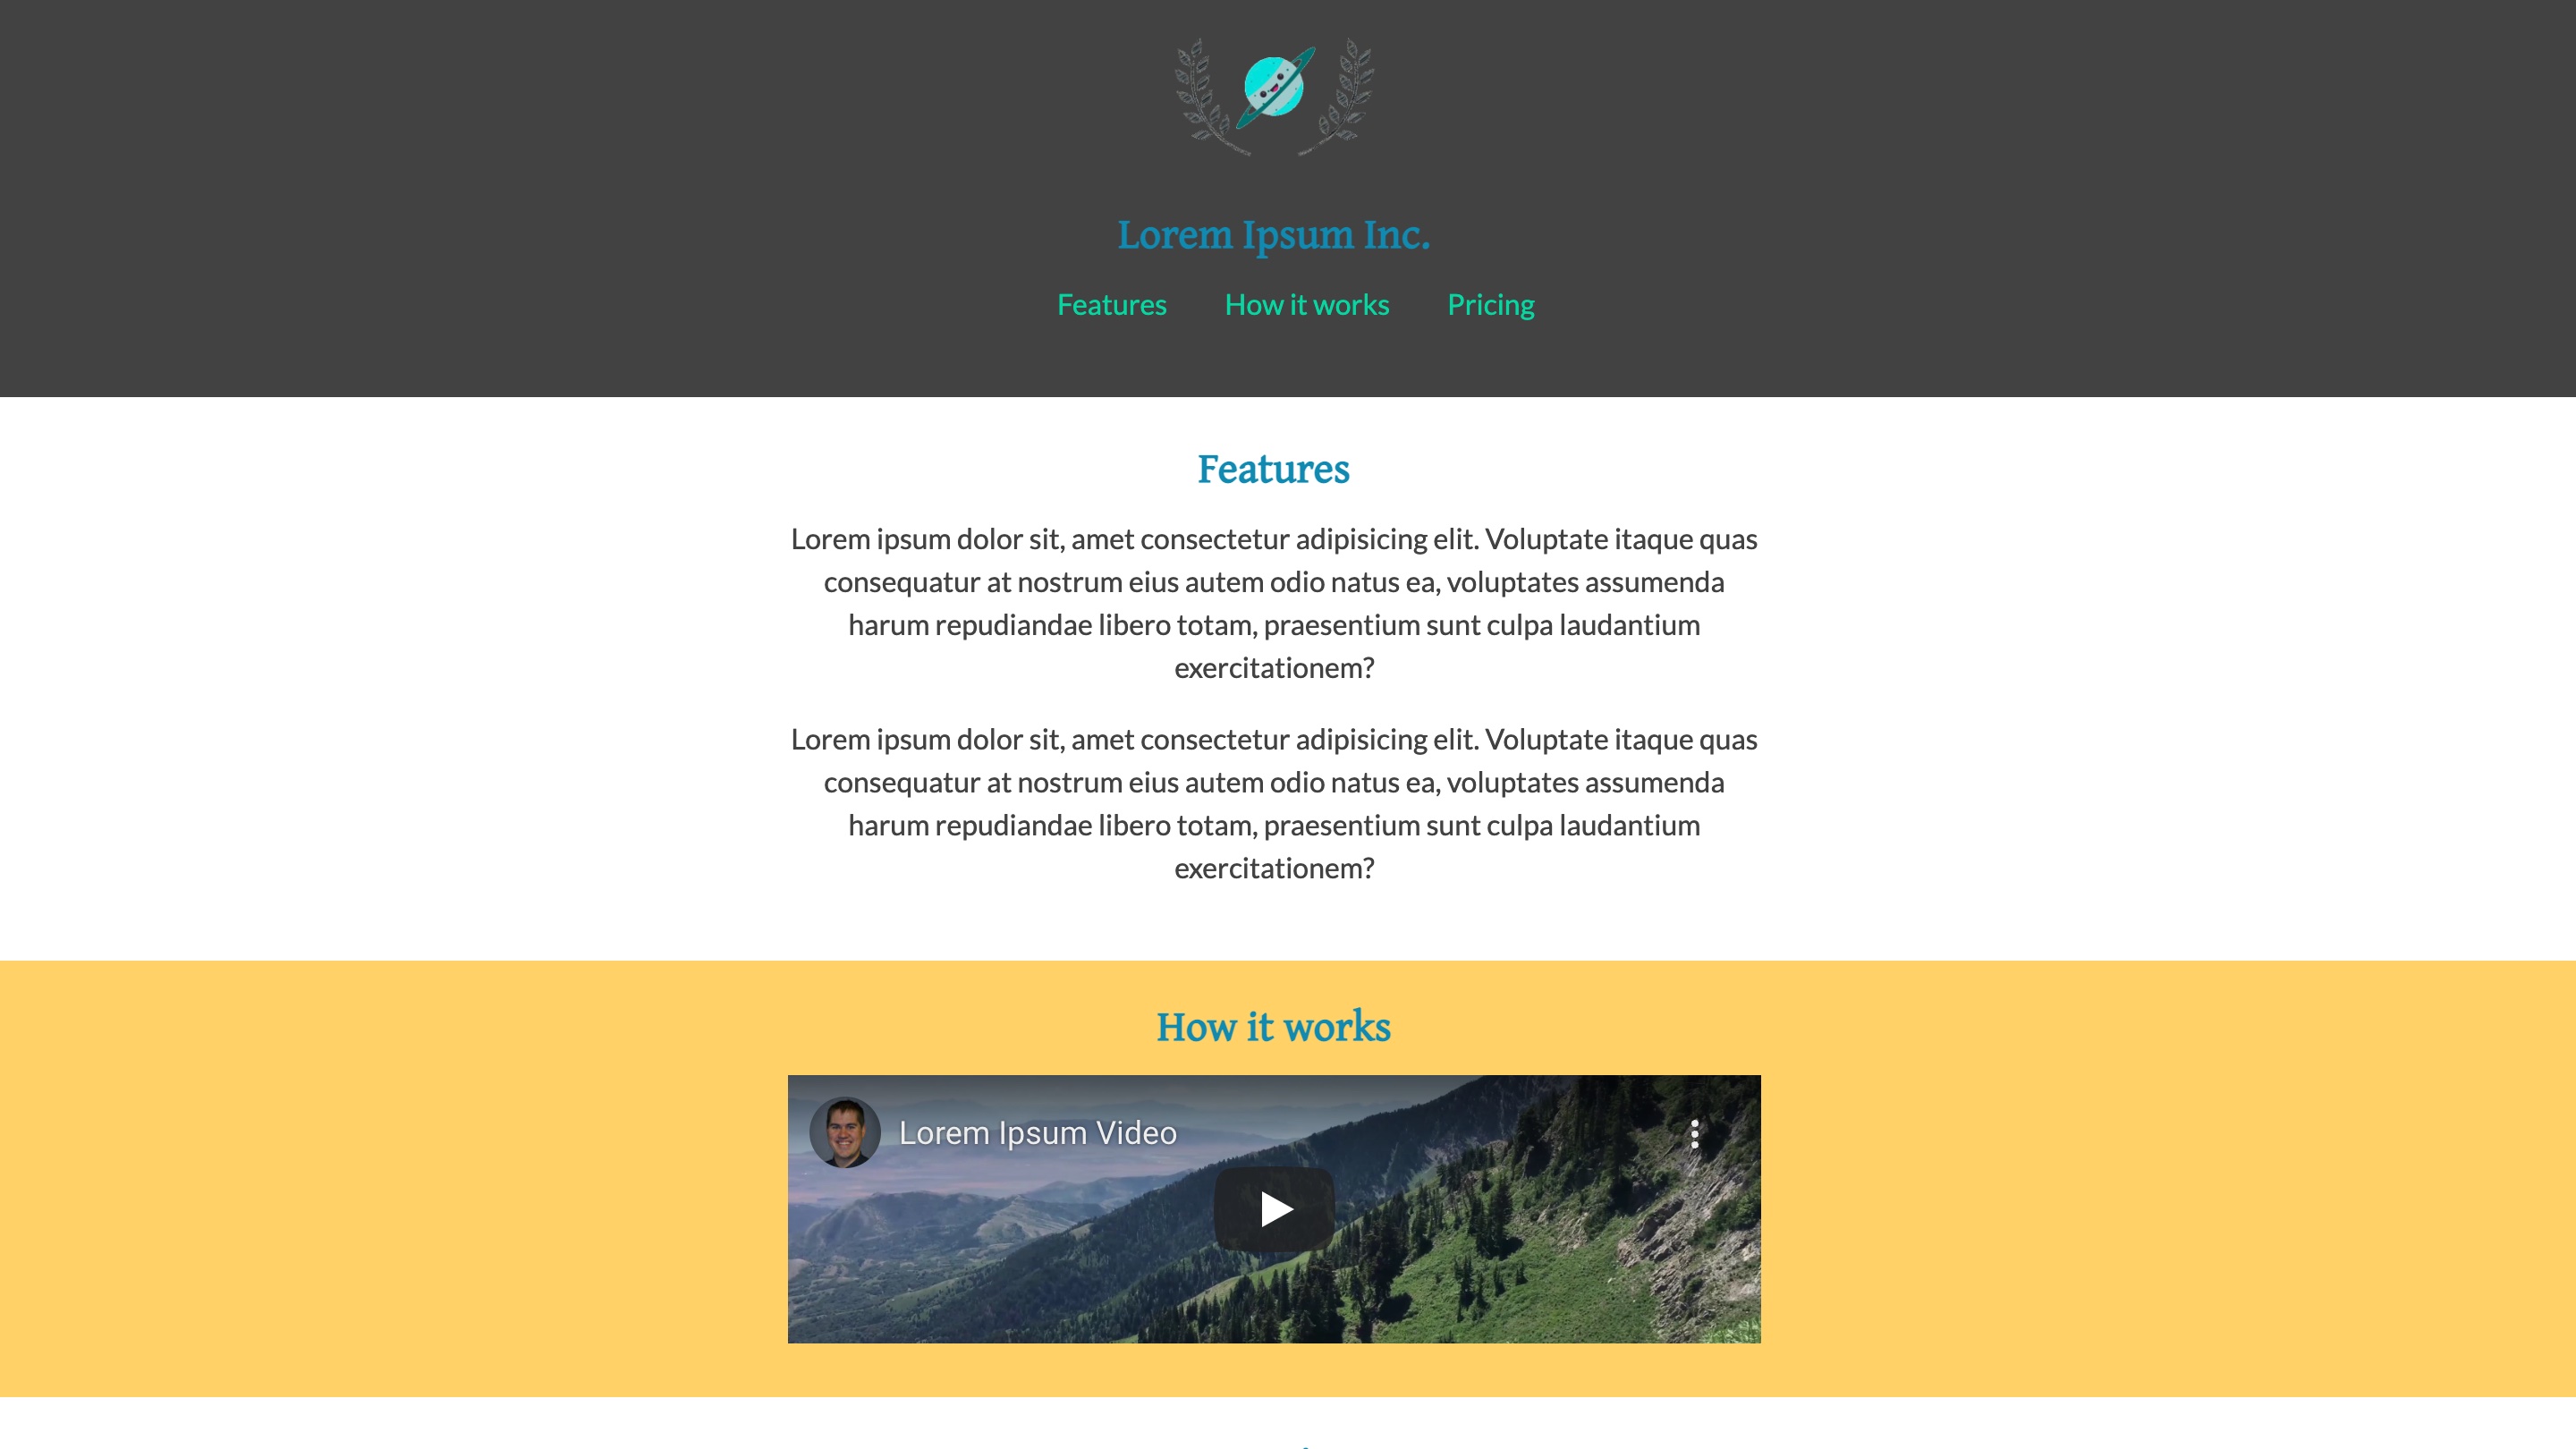 Lorem Ipsum Inc.
Features How it works Pricing
Features
Lorem ipsum dolor sit, amet consectetur adipisicing elit. Voluptate itaque quas
consequatur at nostrum eius autem odio natus ea, voluptates assumenda
harum repudiandae libero totam, praesentium sunt culpa laudantium
exercitationem?
Lorem ipsum dolor sit, amet consectetur adipisicing elit. Voluptate itaque quas
consequatur at nostrum eius autem odio natus ea, voluptates assumenda
harum repudiandae libero totam, praesentium sunt culpa laudantium
exercitationem?
How it works
Lorem Ipsum Video